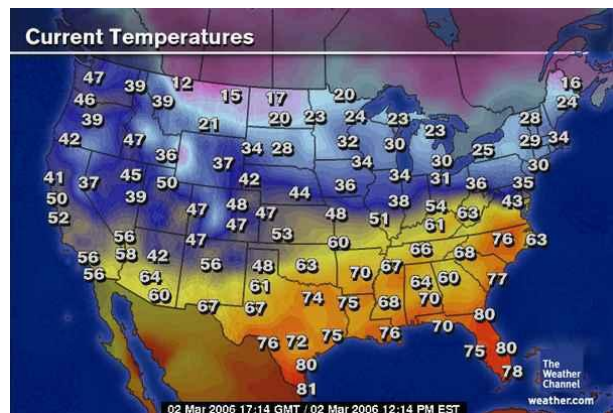 Current Temperatures
47 39 12 15 17 20 16
46 39 39 21 20 23 24 23 23 28 24
42 47 36 34 28 32 30 25 29 34
37 34 30 30
41 37 45 50 42 44 36 34 31 36 35
50 39 47 48 47 48 38 54 63 43
52 47 53 51 61
56 56 58 42 47 60 66 76 63
56 64 56 48 63 70 67 68
60 61 64 60 77
67 67 74 75 68 70
80
76 72 75 76 70 75 80
80 78
81
The
Weather
Channel
weather.com
02 Mar 2006 17:14 GMT / 02 Mar 2006 12:14 PM EST